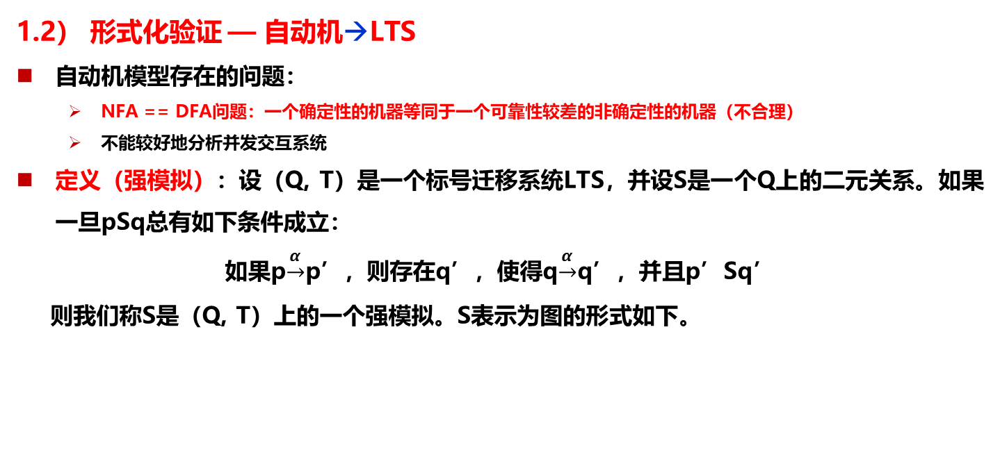 1.2） 形式化验证 — 自动机→LTS
■ 自动机模型存在的问题：
➢ NFA == DFA问题：一个确定性的机器等同于一个可靠性较差的非确定性的机器（不合理）
➢ 不能较好地分析并发交互系统
■ 定义（强模拟）：设（Q, T）是一个标号迁移系统LTS，并设S是一个Q上的二元关系。如果
一旦pSq总有如下条件成立：
如果p\overset{α}{→}p′，则存在q′，使得q\overset{α}{→}q′，并且p′Sq′
则我们称S是（Q, T）上的一个强模拟。S表示为图的形式如下。